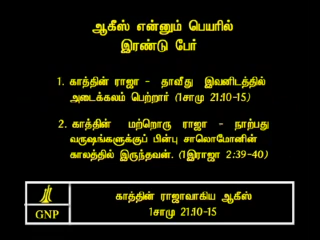 ஆகீஸ் என்னும் பெயரில்
இரண்டு பேர்
1. காத்தின் ராஜா - தாவீது இவனிடத்தில்
அடைக்கலம் பெற்றார் (1சாமு 21:10-15)
2. காத்தின் மற்றொரு ராஜா - நாற்பது
வருஷங்களுக்குப் பின்பு சாலொமோனின்
காலத்தில் இருந்தவன். (1இராஜா 2:39-40)
காத்தின் ராஜாவாகிய ஆகீஸ்
1சாமு 21:10-15
GNP